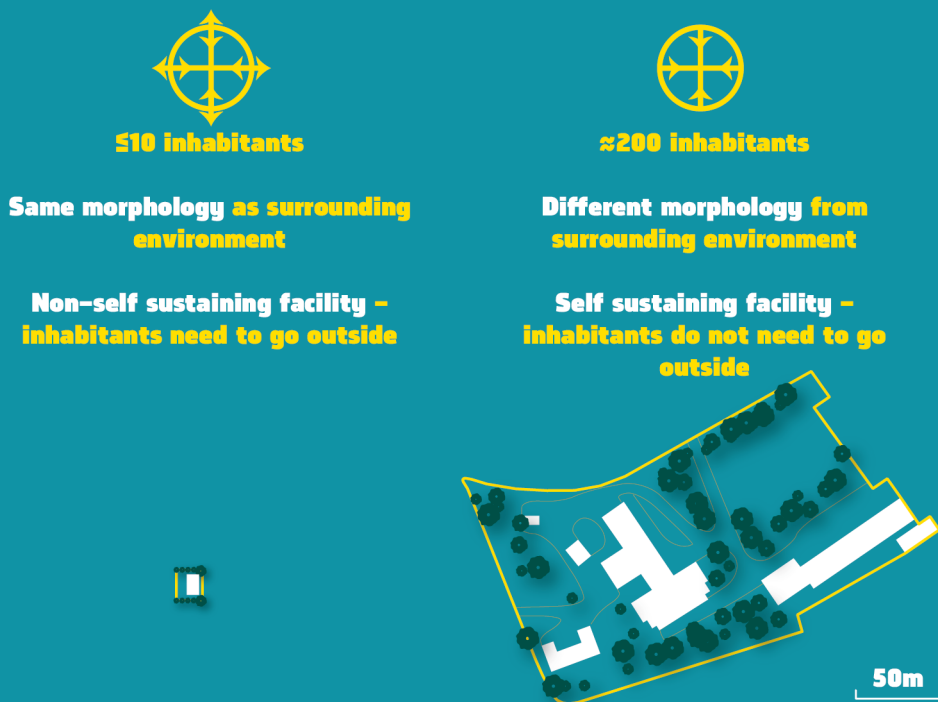 ≤10 inhabitants
Same morphology as surrounding
environment
Non-self sustaining facility -
inhabitants need to go outside
≈200 inhabitants
Different morphology from
surrounding environment
Self sustaining facility -
inhabitants do not need to go
outside
50m